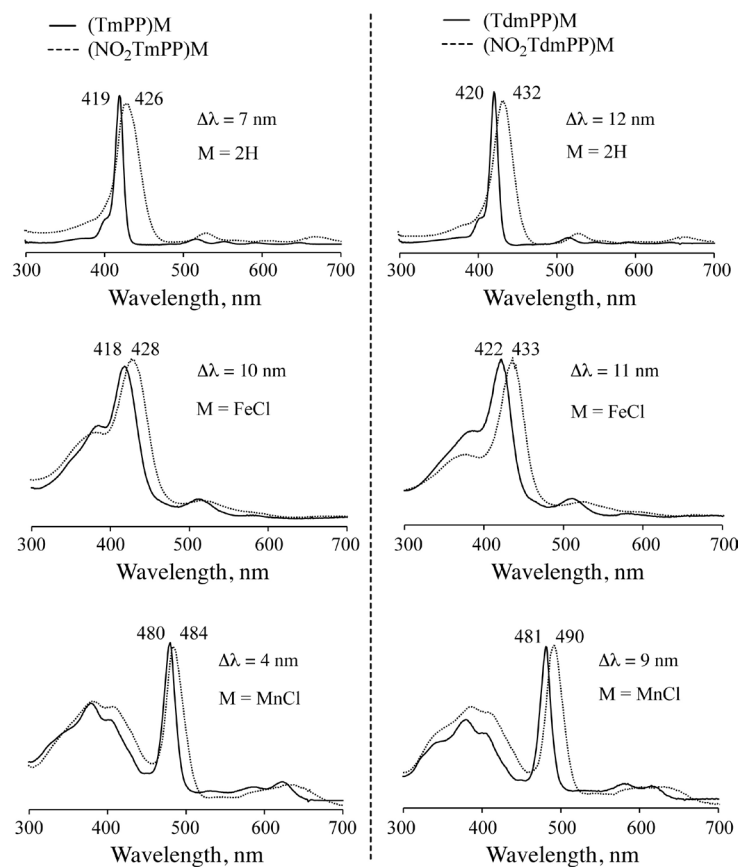 (TmPP)M
(NO₂TmPP)M
419 426
Δλ = 7 nm
M = 2H
300 400 500 600 700
Wavelength, nm
418 428
Δλ = 10 nm
M = FeCl
300 400 500 600 700
Wavelength, nm
480 484
Δλ = 4 nm
M = MnCl
300 400 500 600 700
Wavelength, nm
(TdmPP)M
(NO₂TdmPP)M
420 432
Δλ = 12 nm
M = 2H
300 400 500 600 700
Wavelength, nm
422 433
Δλ = 11 nm
M = FeCl
300 400 500 600 700
Wavelength, nm
481 490
Δλ = 9 nm
M = MnCl
300 400 500 600 700
Wavelength, nm